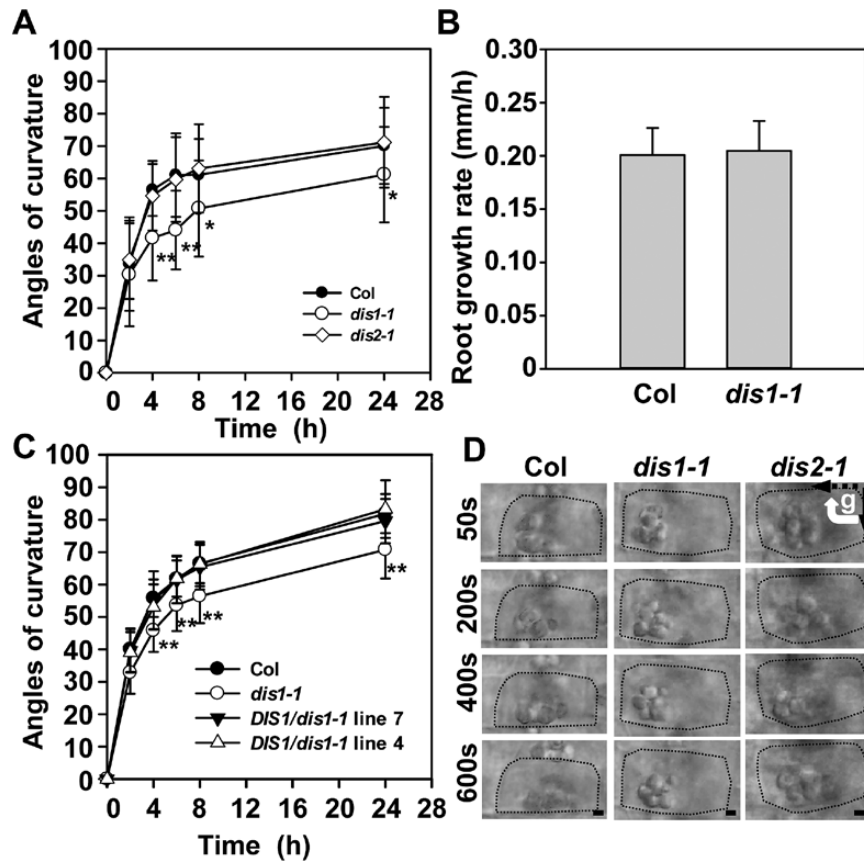 A
Angles of curvature
100
90
80
70
60
50
40
30
20
10
0
**
**
*
*
Col
dis1-1
dis2-1
0 4 8 12 16 20 24 28
Time (h)
B
Root growth rate (mm/h)
0.30
0.25
0.20
0.15
0.10
0.05
0
Col dis1-1
C
Angles of curvature
100
90
80
70
60
50
40
30
20
10
0
**
**
**
**
Col
dis1-1
DIS1/dis1-1 line 7
DIS1/dis1-1 line 4
0 4 8 12 16 20 24 28
Time (h)
D
Col dis1-1 dis2-1
50s
g
200s
400s
600s